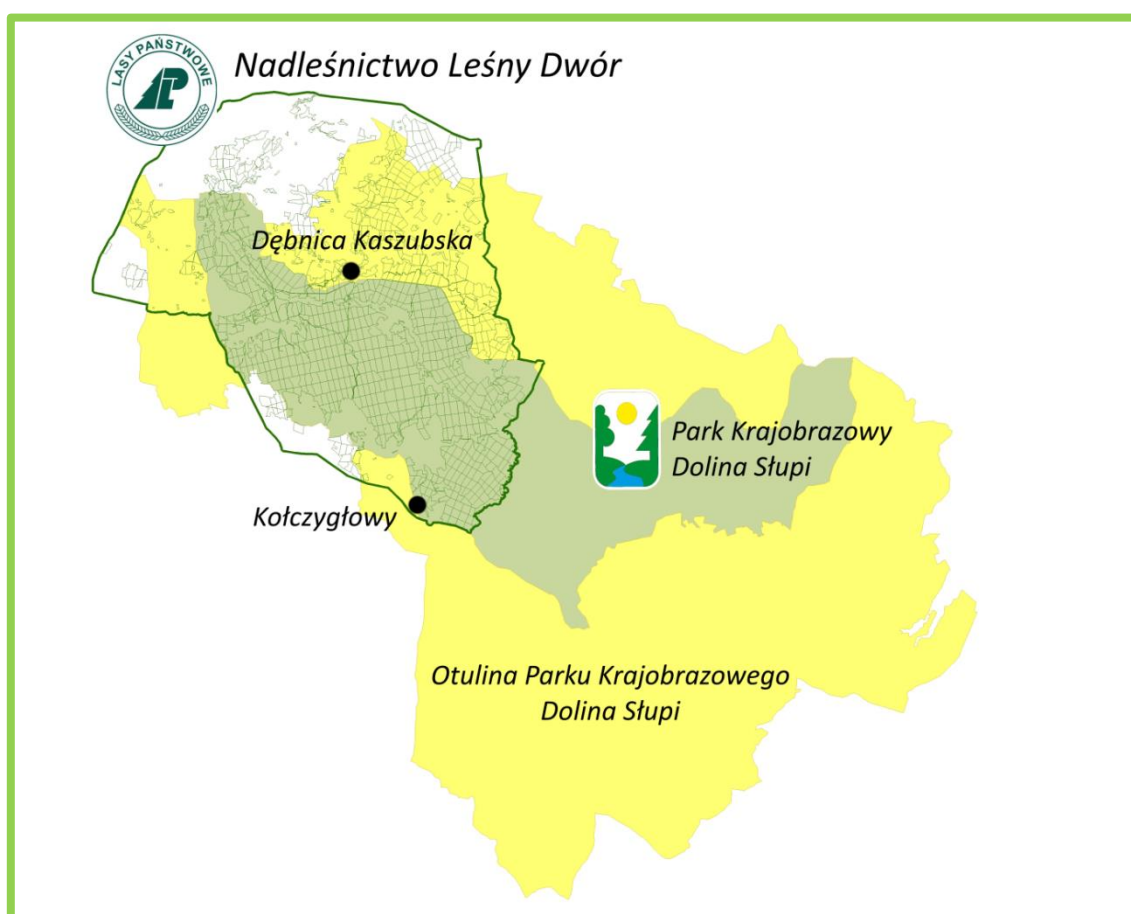 LASY PAŃSTWOWE
Nadleśnictwo Leśny Dwór
Dębnica Kaszubska
Park Krajobrazowy
Dolina Słupi
Kołczygłowy
Otulina Parku Krajobrazowego
Dolina Słupi